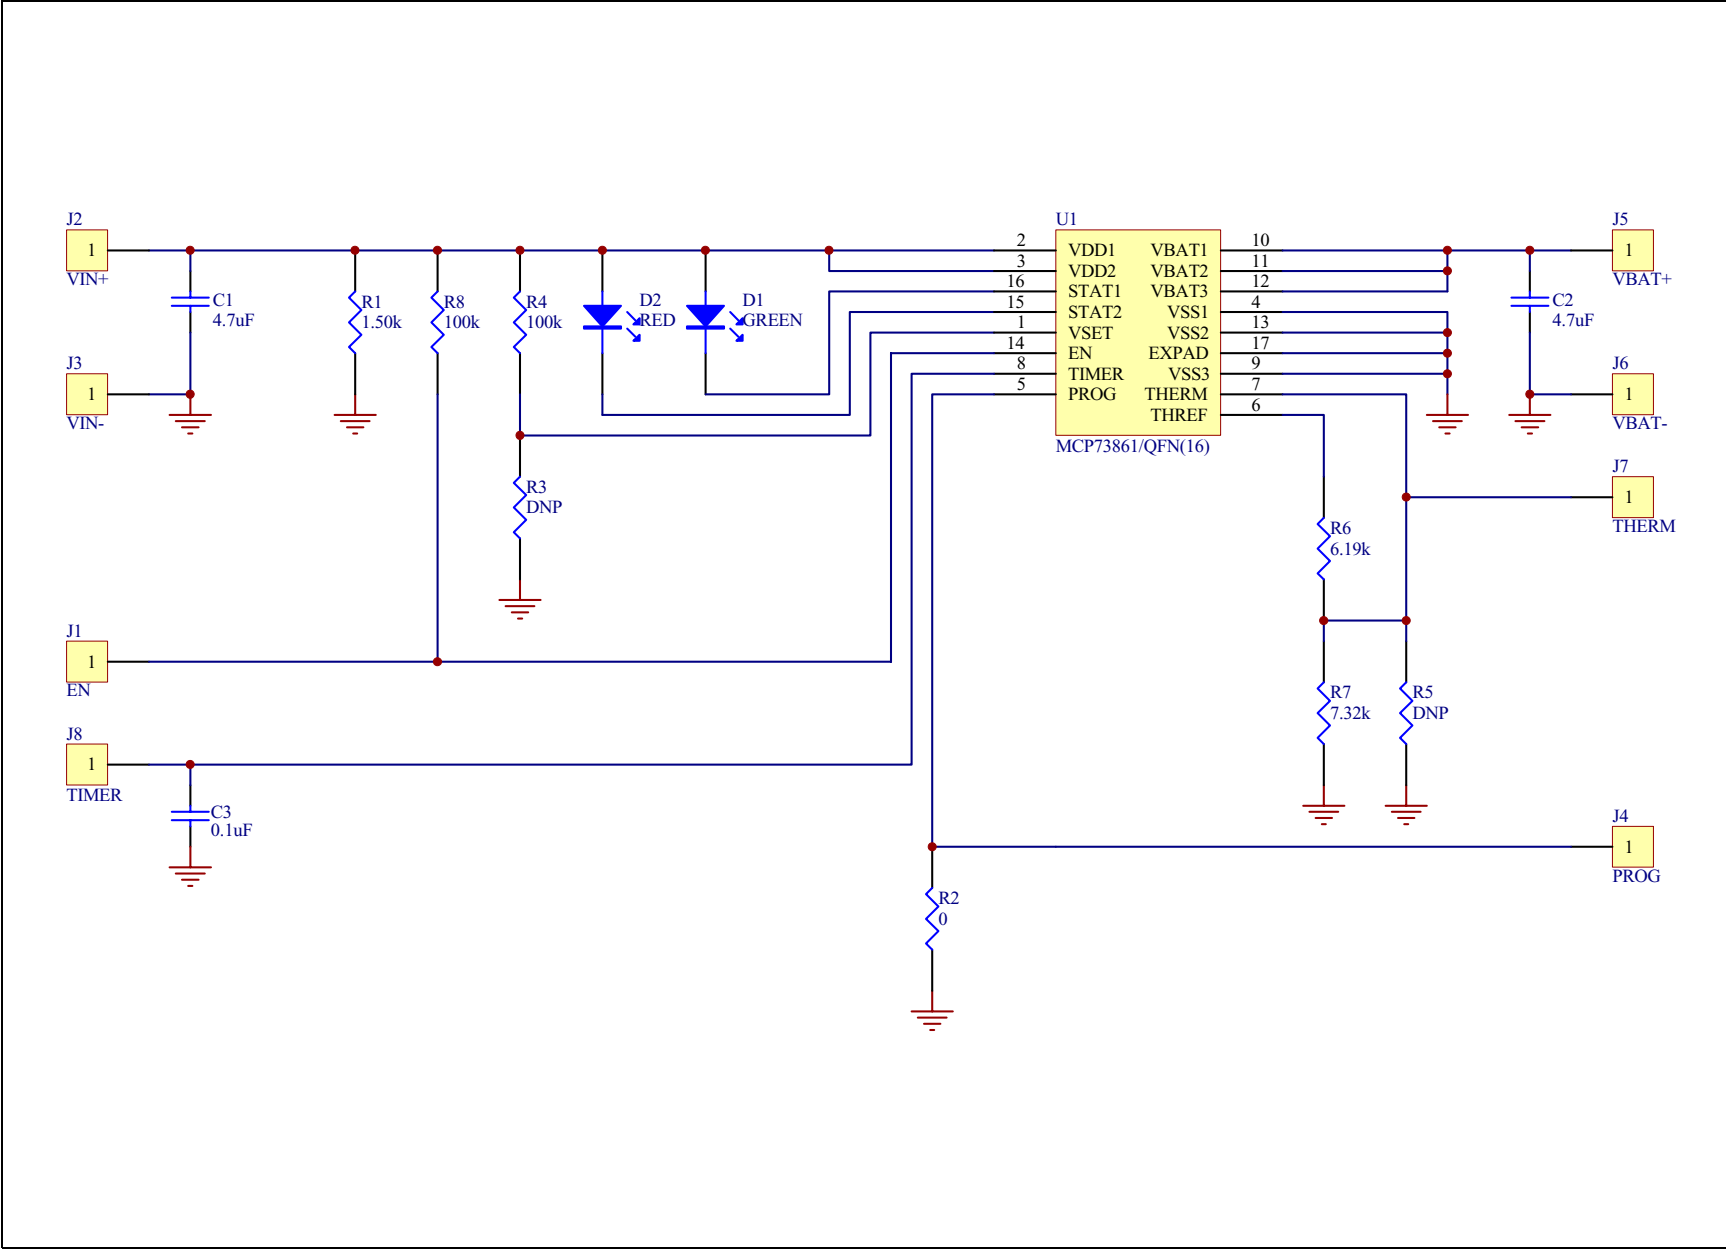 J2
1
VIN+
C1
4.7uF
J3
1
VIN-
R1
1.50k
R8
100k
R4
100k
D2
RED
D1
GREEN
R3
DNP
J1
1
EN
J8
1
TIMER
C3
0.1uF
U1
2 VDD1 VBAT1 10
3 VDD2 VBAT2 11
16 STAT1 VBAT3 12
15 STAT2 VSS1 4
1 VSET VSS2 13
14 EN EXPAD 17
8 TIMER VSS3 9
5 PROG THERM 7
THREF 6
MCP73861/QFN(16)
J5
1
VBAT+
C2
4.7uF
J6
1
VBAT-
J7
1
THERM
R6
6.19k
R7
7.32k
R5
DNP
J4
1
PROG
R2
0